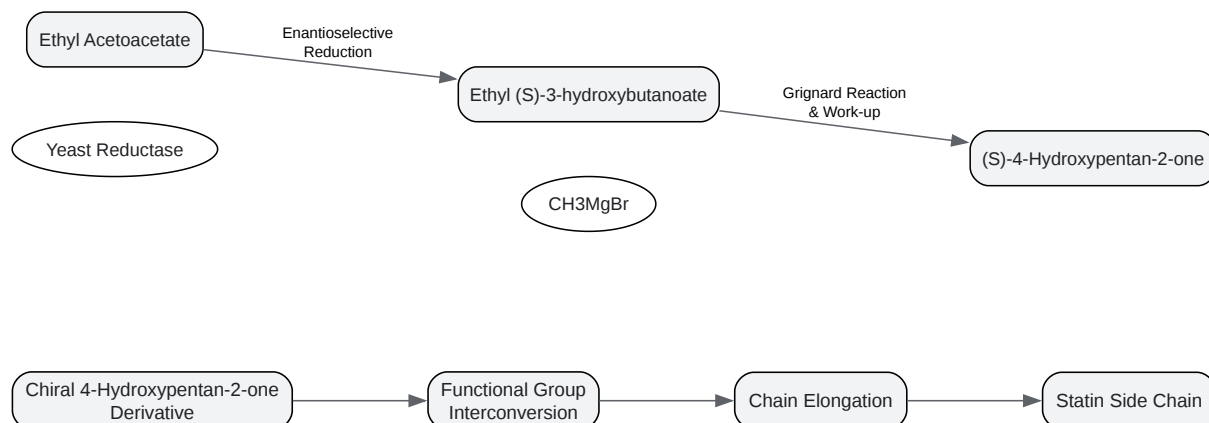 Ethyl Acetoacetate
Enantioselective
Reduction
Ethyl (S)-3-hydroxybutanoate
Grignard Reaction
& Work-up
(S)-4-Hydroxypentan-2-one
Yeast Reductase
CH3MgBr
Chiral 4-Hydroxypentan-2-one
Derivative
Functional Group
Interconversion
Chain Elongation
Statin Side Chain